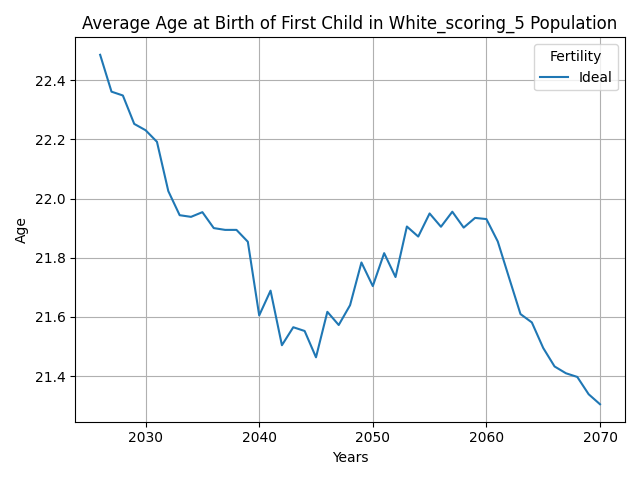 Average Age at Birth of First Child in White_scoring_5 Population
Fertility
Ideal
Age
22.4
22.2
22.0
21.8
21.6
21.4
2030 2040 2050 2060 2070
Years